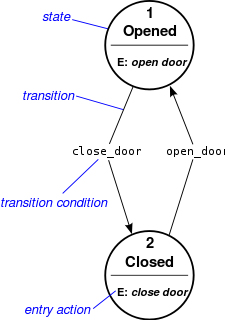 state
1
Opened
E: open door
transition
close_door
open_door
transition condition
2
Closed
E: close door
entry action